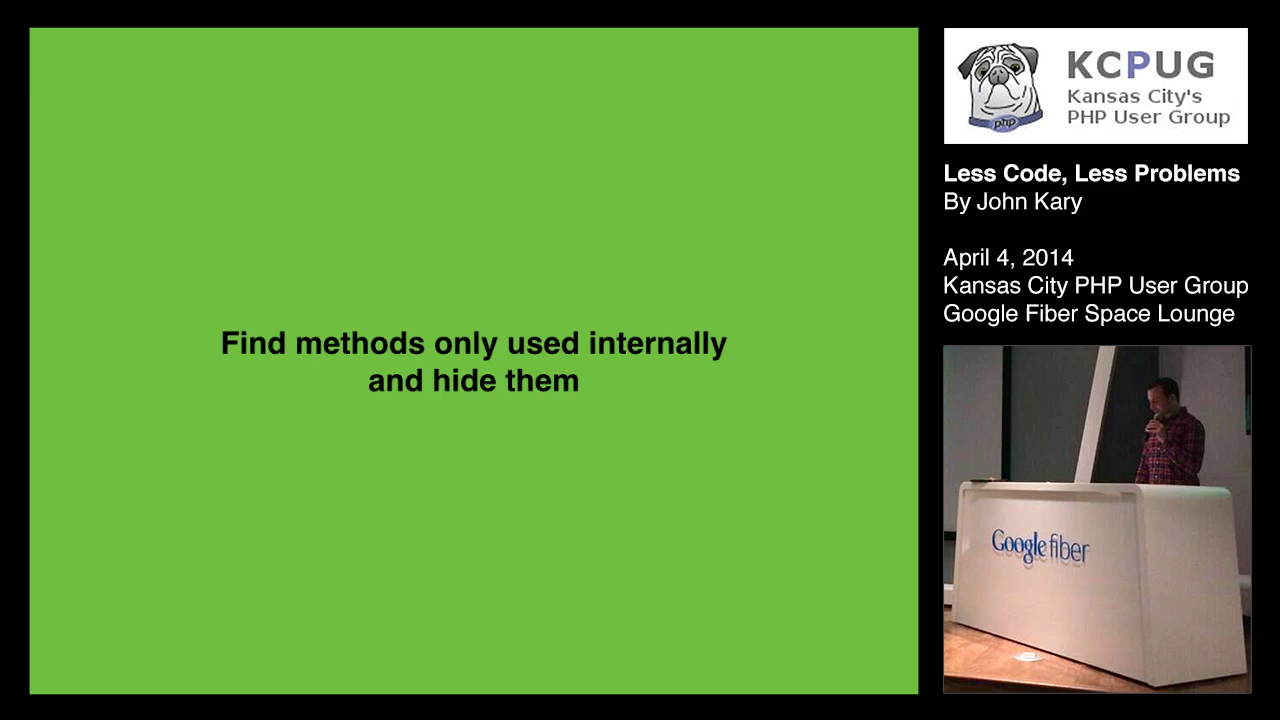 Find methods only used internally
and hide them
php
KCPUG
Kansas City's
PHP User Group
Less Code, Less Problems
By John Kary
April 4, 2014
Kansas City PHP User Group
Google Fiber Space Lounge
Google fiber